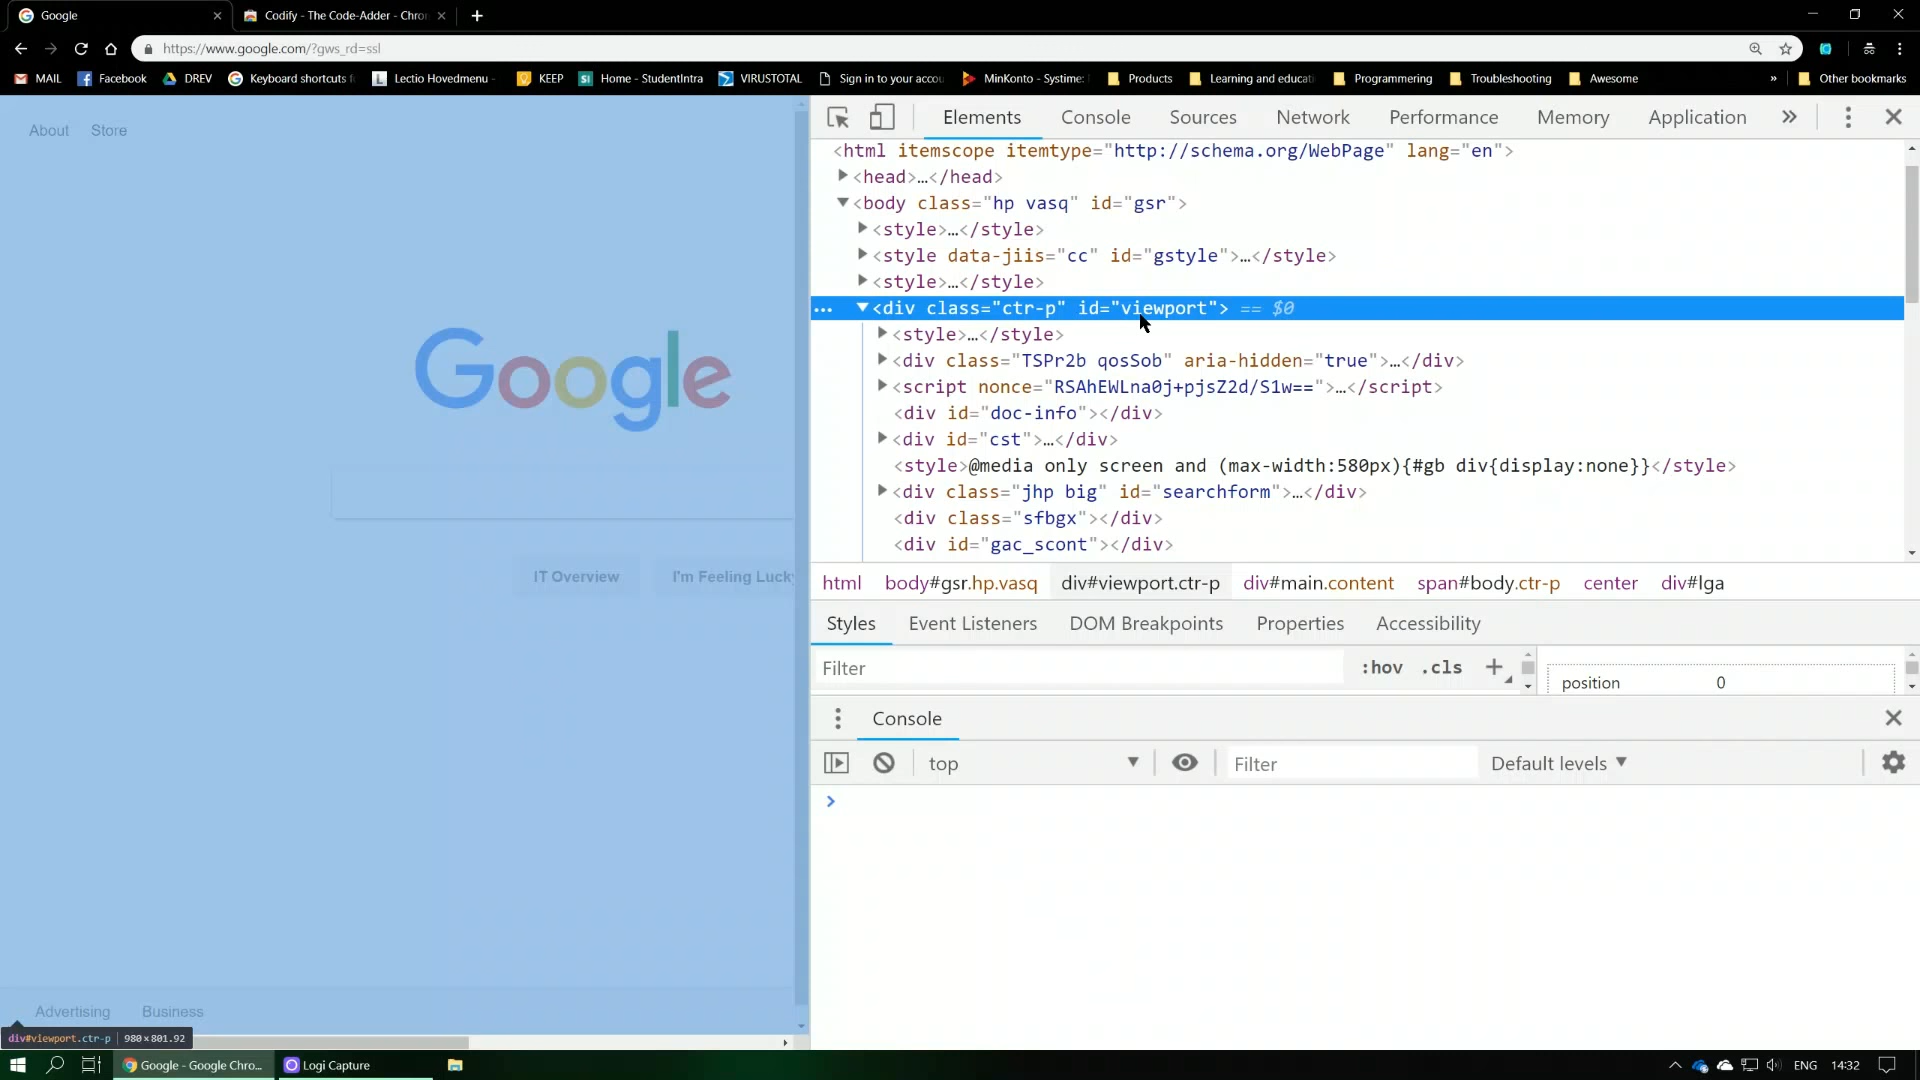 Google
Codify - The Code-Adder - Chro
https://www.google.com/?gws_rd=ssl
MAIL
Facebook
DREV
Keyboard shortcuts f
Lectio Hovedmenu -
KEEP
Home - StudentIntra
VIRUSTOTAL
Sign in to your accou
MinKonto - Systime:
Products
Learning and educati
Programmering
Troubleshooting
Awesome
»
Other bookmarks
About Store
Google
IT Overview
I'm Feeling Lucky
Advertising Business
div#viewport.ctr-p | 980×801.92
Elements Console Sources Network Performance Memory Application »
<html itemscope itemtype="http://schema.org/WebPage" lang="en">
<head>…</head>
<body class="hp vasq" id="gsr">
<style>…</style>
<style data-jiis="cc" id="gstyle">…</style>
<style>…</style>
… <div class="ctr-p" id="viewport"> == $0
<style>…</style>
<div class="TSPr2b qosSob" aria-hidden="true">…</div>
<script nonce="RSAhEWLna0j+pjsZ2d/S1w==">…</script>
<div id="doc-info"></div>
<div id="cst">…</div>
<style>@media only screen and (max-width:580px){#gb div{display:none}}</style>
<div class="jhp big" id="searchform">…</div>
<div class="sfbgx"></div>
<div id="gac_scont"></div>
html body#gsr.hp.vasq div#viewport.ctr-p div#main.content span#body.ctr-p center div#lga
Styles Event Listeners DOM Breakpoints Properties Accessibility
Filter :hov .cls +
position 0
Console
top Filter Default levels
>
Google - Google Chro...
Logi Capture
ENG 14:32